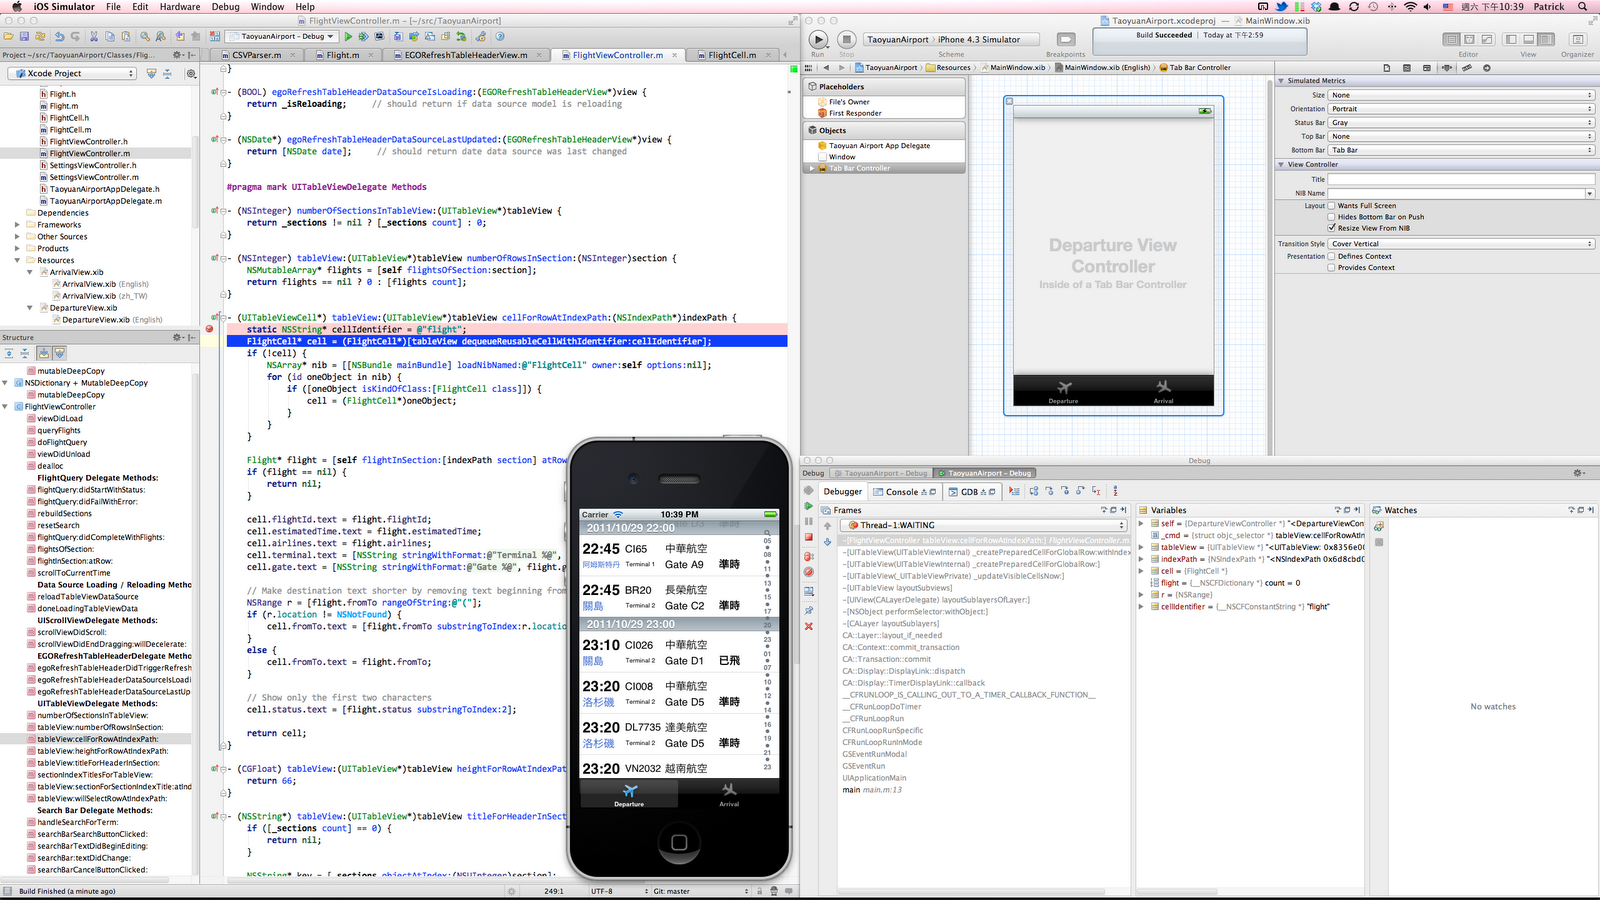 iOS Simulator File Edit Hardware Debug Window Help
週六 下午10:39 Patrick
FlightViewController.m - [~/src/TaoyuanAirport]
TaoyuanAirport - Debug
Project - ~/src/TaoyuanAirport/Classes/Flig...
Xcode Project
CSVParser.m
Flight.m
EGORefreshTableHeaderView.m
FlightViewController.m
FlightCell.m
Flight.h
Flight.m
FlightCell.h
FlightCell.m
FlightViewController.h
FlightViewController.m
SettingsViewController.h
SettingsViewController.m
TaoyuanAirportAppDelegate.h
TaoyuanAirportAppDelegate.m
Dependencies
Frameworks
Other Sources
Products
Resources
ArrivalView.xib
ArrivalView.xib (English)
ArrivalView.xib (zh_TW)
DepartureView.xib
DepartureView.xib (English)
Structure
mutableDeepCopy
NSDictionary + MutableDeepCopy
mutableDeepCopy
FlightViewController
viewDidLoad
queryFlights
doFlightQuery
viewDidUnload
dealloc
FlightQuery Delegate Methods:
flightQuery:didStartWithStatus:
flightQuery:didFailWithError:
rebuildSections
resetSearch
flightQuery:didCompleteWithFlights:
flightsOfSection:
flightInSection:atRow:
scrollToCurrentTime
Data Source Loading / Reloading Metho
reloadTableViewDataSource
doneLoadingTableViewData
UIScrollViewDelegate Methods:
scrollViewDidScroll:
scrollViewDidEndDragging:willDecelerate:
EGORefreshTableHeaderDelegate Metho
egoRefreshTableHeaderDidTriggerRefresh
egoRefreshTableHeaderDataSourceIsLoadi
egoRefreshTableHeaderDataSourceLastUp
UITableViewDelegate Methods:
numberOfSectionsInTableView:
tableView:numberOfRowsInSection:
tableView:cellForRowAtIndexPath:
tableView:heightForRowAtIndexPath:
tableView:titleForHeaderInSection:
sectionIndexTitlesForTableView:
tableView:sectionForSectionIndexTitle:atInd
tableView:willSelectRowAtIndexPath:
Search Bar Delegate Methods:
handleSearchForTerm:
searchBarSearchButtonClicked:
searchBarTextDidBeginEditing:
searchBar:textDidChange:
searchBarCancelButtonClicked:
}
- (BOOL) egoRefreshTableHeaderDataSourceIsLoading:(EGORefreshTableHeaderView*)view {
return _isReloading; // should return if data source model is reloading
}
- (NSDate*) egoRefreshTableHeaderDataSourceLastUpdated:(EGORefreshTableHeaderView*)view {
return [NSDate date]; // should return date data source was last changed
}
#pragma mark UITableViewDelegate Methods
- (NSInteger) numberOfSectionsInTableView:(UITableView*)tableView {
return _sections != nil ? [_sections count] : 0;
}
- (NSInteger) tableView:(UITableView*)tableView numberOfRowsInSection:(NSInteger)section {
NSMutableArray* flights = [self flightsOfSection:section];
return flights == nil ? 0 : [flights count];
}
- (UITableViewCell*) tableView:(UITableView*)tableView cellForRowAtIndexPath:(NSIndexPath*)indexPath {
static NSString* cellIdentifier = @"flight";
FlightCell* cell = (FlightCell*)[tableView dequeueReusableCellWithIdentifier:cellIdentifier];
if (!cell) {
NSArray* nib = [[NSBundle mainBundle] loadNibNamed:@"FlightCell" owner:self options:nil];
for (id oneObject in nib) {
if ([oneObject isKindOfClass:[FlightCell class]]) {
cell = (FlightCell*)oneObject;
}
}
}
Flight* flight = [self flightInSection:[indexPath section] atRow
if (flight == nil) {
return nil;
}
cell.flightId.text = flight.flightId;
cell.estimatedTime.text = flight.estimatedTime;
cell.airlines.text = flight.airlines;
cell.terminal.text = [NSString stringWithFormat:@"Terminal %@",
cell.gate.text = [NSString stringWithFormat:@"Gate %@", flight.g
// Make destination text shorter by removing text beginning from
NSRange r = [flight.fromTo rangeOfString:@"("];
if (r.location != NSNotFound) {
cell.fromTo.text = [flight.fromTo substringToIndex:r.locatio
}
else {
cell.fromTo.text = flight.fromTo;
}
// Show only the first two characters
cell.status.text = [flight.status substringToIndex:2];
return cell;
}
- (CGFloat) tableView:(UITableView*)tableView heightForRowAtIndexPat
return 66;
}
- (NSString*) tableView:(UITableView*)tableView titleForHeaderInSect
if ([_sections count] == 0) {
return nil;
}
NSString* key = [_sections objectAtIndex:(NSUInteger)section];
Build Finished (a minute ago)
249:1 UTF-8 Git: master
Carrier 10:39 PM
2011/10/29 22:00
22:45 CI65 中華航空
阿姆斯特丹 Terminal 1 Gate A9 準時
22:45 BR20 長榮航空
關島 Terminal 2 Gate C2 準時
2011/10/29 23:00
23:10 CI026 中華航空
關島 Terminal 2 Gate D1 已飛
23:20 CI008 中華航空
洛杉磯 Terminal 2 Gate D5 準時
23:20 DL7735 達美航空
洛杉磯 Terminal 2 Gate D5 準時
23:20 VN2032 越南航空
05
08
11
13
15
17
20
23
01
07
10
12
14
16
19
21
23
Departure Arrival
TaoyuanAirport.xcodeproj — MainWindow.xib
Run Stop
TaoyuanAirport › iPhone 4.3 Simulator
Scheme
Breakpoints
Build Succeeded | Today at 下午2:59
Editor View Organizer
TaoyuanAirport › Resources › MainWindow.xib › MainWindow.xib (English) › Tab Bar Controller
Placeholders
File's Owner
First Responder
Objects
Taoyuan Airport App Delegate
Window
Tab Bar Controller
Departure View
Controller
Inside of a Tab Bar Controller
Departure Arrival
Simulated Metrics
Size None
Orientation Portrait
Status Bar Gray
Top Bar None
Bottom Bar Tab Bar
View Controller
Title
NIB Name
Layout Wants Full Screen
Hides Bottom Bar on Push
Resize View From NIB
Transition Style Cover Vertical
Presentation Defines Context
Provides Context
Debug
Debug TaoyuanAirport - Debug TaoyuanAirport - Debug
Debugger Console GDB
Frames
Thread-1:WAITING
-[FlightViewController tableView:cellForRowAtIndexPath:] FlightViewController.m
-[UITableView(UITableViewInternal) _createPreparedCellForGlobalRow:withIndex
-[UITableView(UITableViewInternal) _createPreparedCellForGlobalRow:]
-[UITableView(_UITableViewPrivate) _updateVisibleCellsNow:]
-[UITableView layoutSubviews]
-[UIView(CALayerDelegate) layoutSublayersOfLayer:]
-[NSObject performSelector:withObject:]
-[CALayer layoutSublayers]
CA::Layer::layout_if_needed
CA::Context::commit_transaction
CA::Transaction::commit
CA::Display::DisplayLink::dispatch
CA::Display::TimerDisplayLink::callback
__CFRUNLOOP_IS_CALLING_OUT_TO_A_TIMER_CALLBACK_FUNCTION__
__CFRunLoopDoTimer
__CFRunLoopRun
CFRunLoopRunSpecific
CFRunLoopRunInMode
GSEventRunModal
GSEventRun
UIApplicationMain
main main.m:13
Variables
self = {DepartureViewController *} "<DepartureViewCon
_cmd = {struct objc_selector *} tableView:cellForRowA
tableView = {UITableView *} "<UITableView: 0x8356e00
indexPath = {NSIndexPath *} "<NSIndexPath 0x6d8cbd0
cell = {FlightCell *}
flight = {__NSCFDictionary *} count = 0
r = {NSRange}
cellIdentifier = {__NSCFConstantString *} "flight"
Watches
No watches